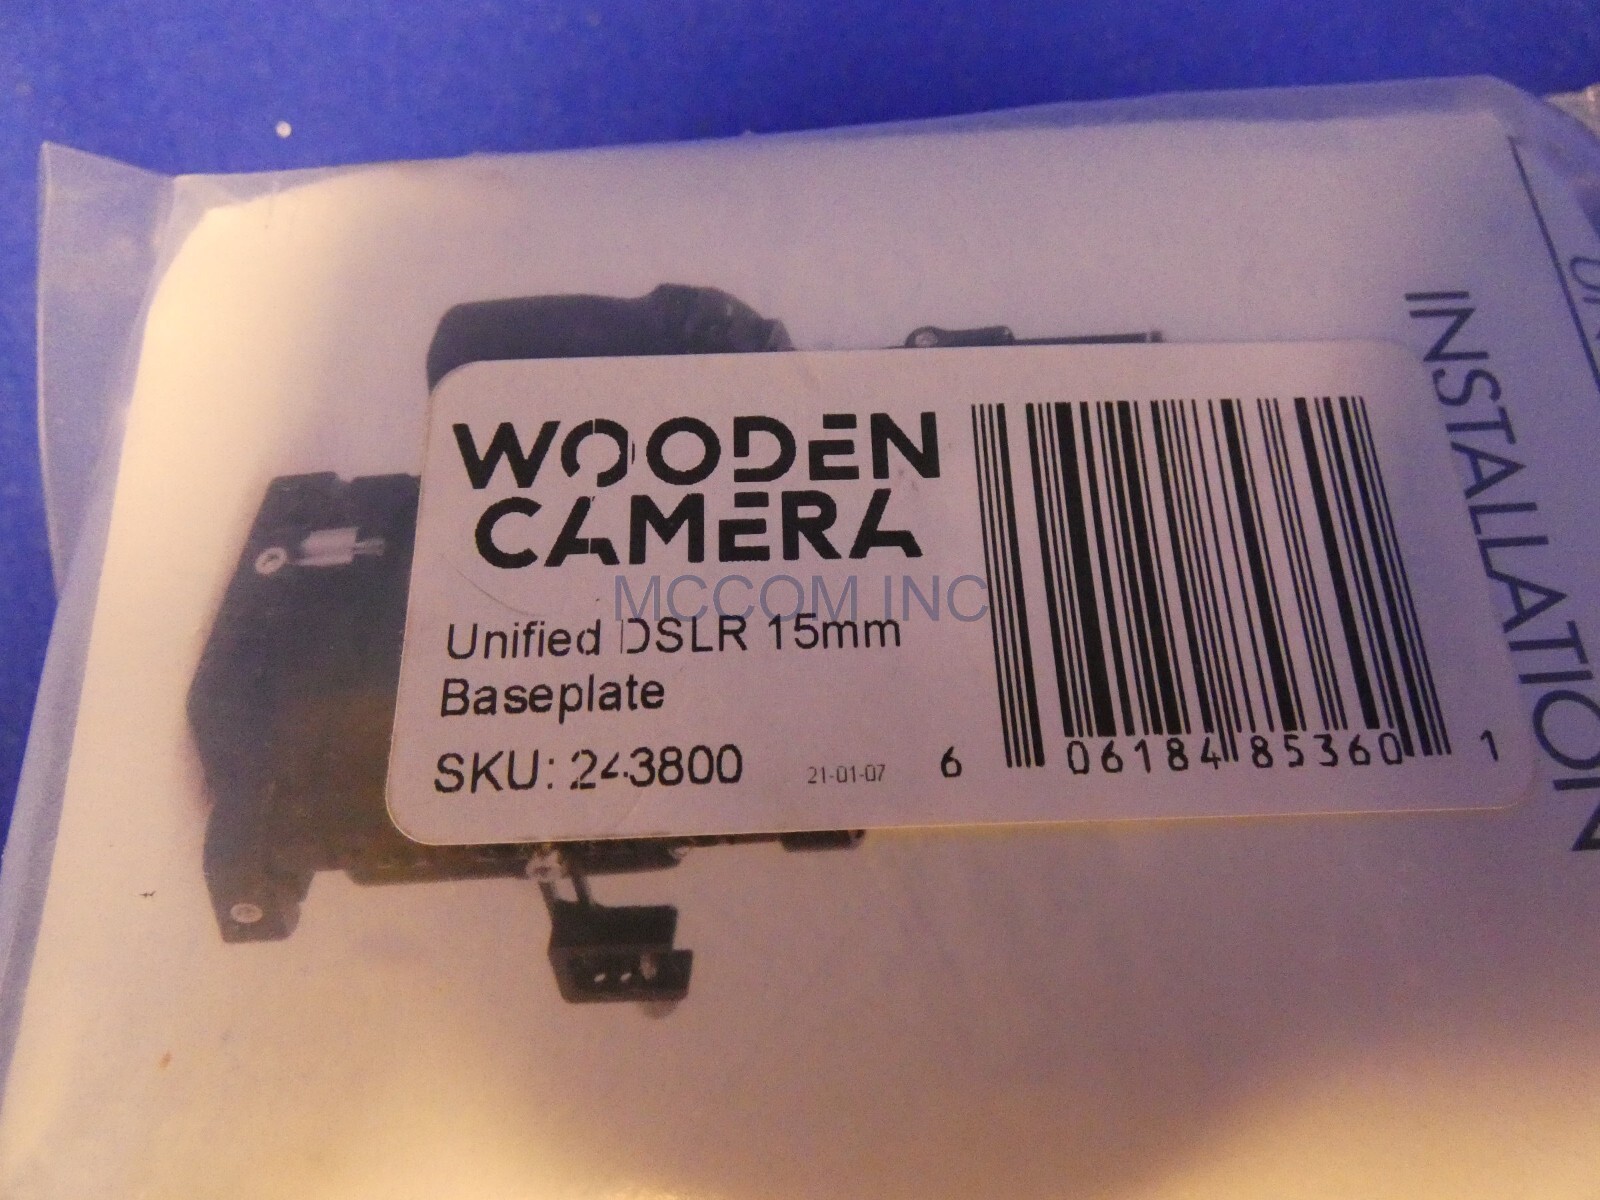 WOODEN
CAMERA
MCCOM INC
Unified DSLR 15mm
Baseplate
SKU: 243800
21-01-07
6 06184 85360 1
INSTALLATION